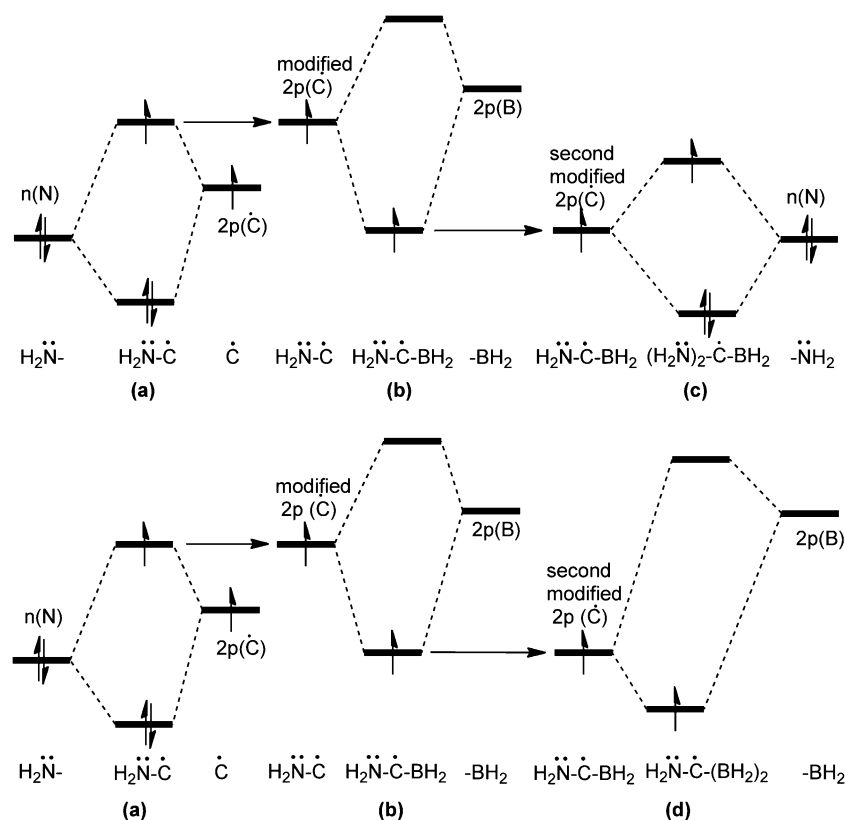 modified
2p(Ċ)
2p(B)
n(N)
2p(Ċ)
second
modified
2p(Ċ)
n(N)
H₂N̈- H₂N̈-Ċ Ċ H₂N̈-Ċ H₂N̈-Ċ-BH₂ -BH₂ H₂N̈-Ċ-BH₂ (H₂N̈)₂-Ċ-BH₂ -N̈H₂
(a) (b) (c)
modified
2p (Ċ)
2p(B)
n(N)
2p(Ċ)
second
modified
2p (Ċ)
2p(B)
H₂N̈- H₂N̈-Ċ Ċ H₂N̈-Ċ H₂N̈-Ċ-BH₂ -BH₂ H₂N̈-Ċ-BH₂ H₂N̈-Ċ-(BH₂)₂ -BH₂
(a) (b) (d)